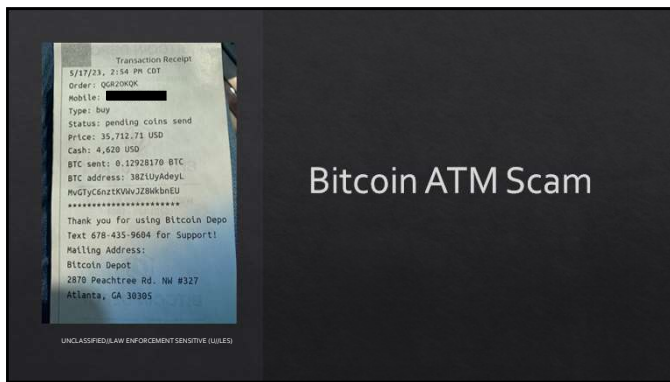 Transaction Receipt
5/17/23, 2:54 PM CDT
Order: QGR2OKQK
Mobile:
Type: buy
Status: pending coins send
Price: 35,712.71 USD
Cash: 4,620 USD
BTC sent: 0.12928170 BTC
BTC address: 38ZiUyAdeyL
MvGTyC6nztKVWvJZ8WkbnEU
************************
Thank you for using Bitcoin Depo
Text 678-435-9604 for Support!
Mailing Address:
Bitcoin Depot
2870 Peachtree Rd. NW #327
Atlanta, GA 30305
Bitcoin ATM Scam
UNCLASSIFIED//LAW ENFORCEMENT SENSITIVE (U//LES)